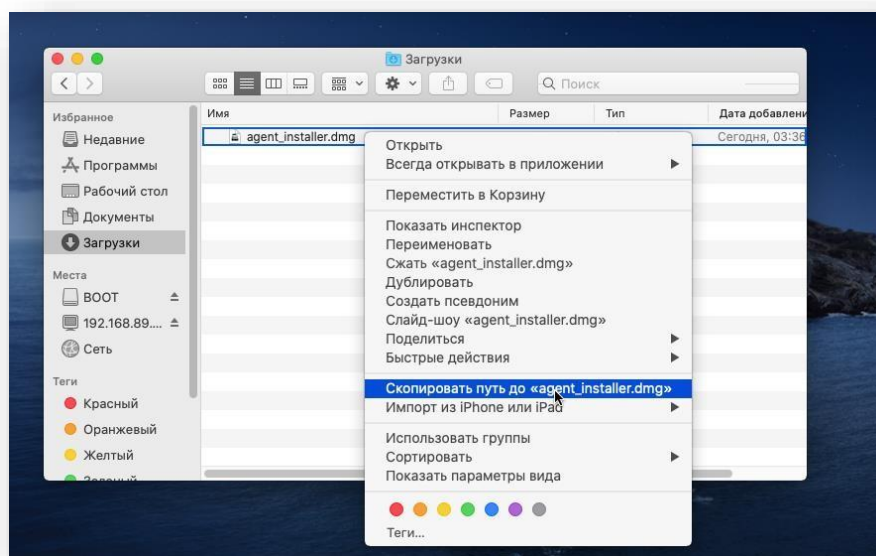 Загрузки
Поиск
Избранное
Недавние
Программы
Рабочий стол
Документы
Загрузки
Места
BOOT
192.168.89....
Сеть
Теги
Красный
Оранжевый
Желтый
Зеленый
Имя Размер Тип Дата добавлени
agent_installer.dmg Сегодня, 03:36
Открыть
Всегда открывать в приложении
Переместить в Корзину
Показать инспектор
Переименовать
Сжать «agent_installer.dmg»
Дублировать
Создать псевдоним
Слайд-шоу «agent_installer.dmg»
Поделиться
Быстрые действия
Скопировать путь до «agent_installer.dmg»
Импорт из iPhone или iPad
Использовать группы
Сортировать
Показать параметры вида
Теги...